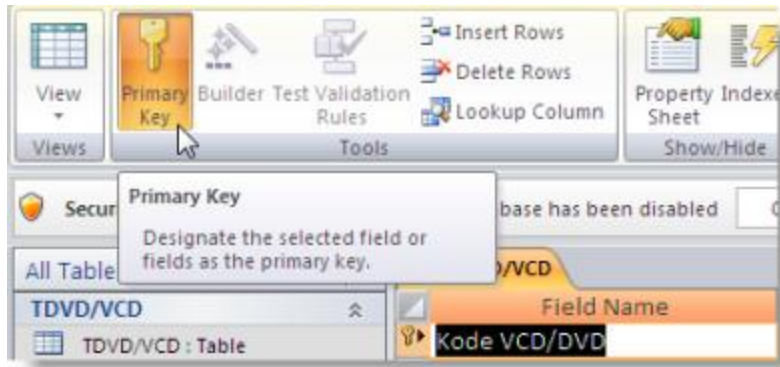 View
Primary Key
Builder
Test Validation Rules
Insert Rows
Delete Rows
Lookup Column
Property Sheet
Views
Tools
Show/Hide
Primary Key
Designate the selected field or
fields as the primary key.
base has been disabled
All Table
TDVD/VCD
TDVD/VCD : Table
/VCD
Field Name
Kode VCD/DVD